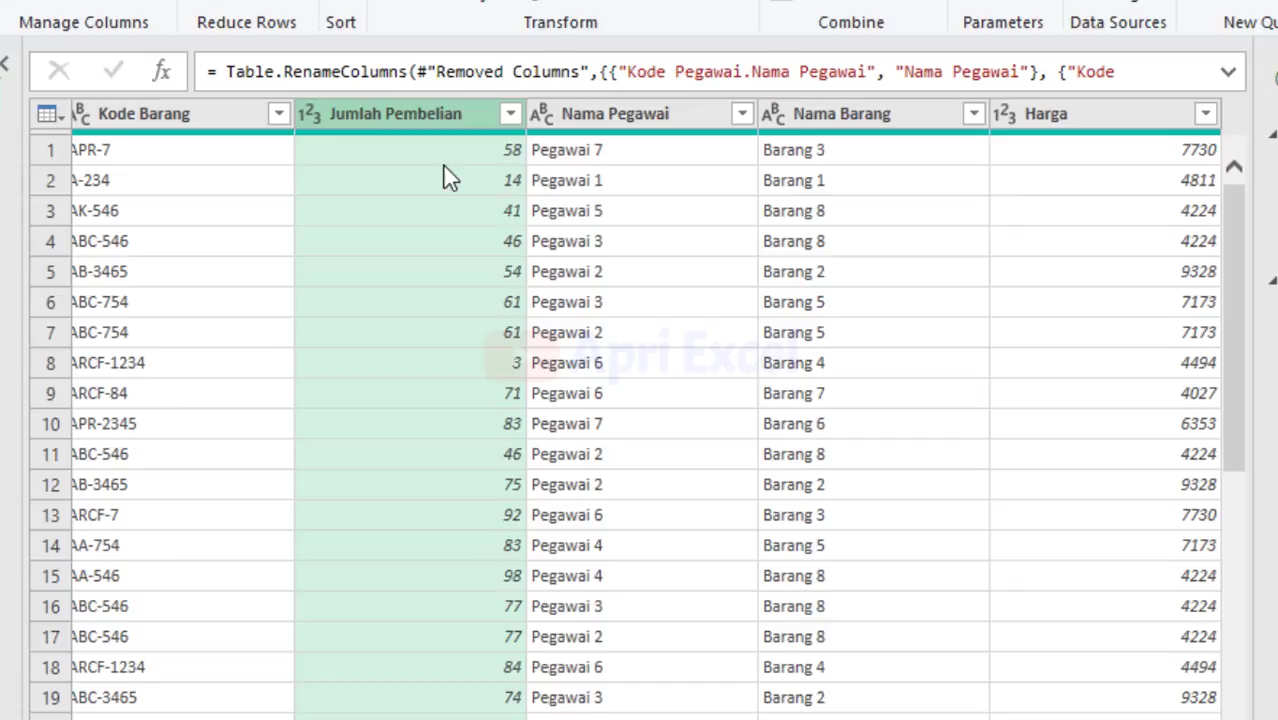 Manage Columns Reduce Rows Sort Transform Combine Parameters Data Sources New Qu
fx = Table.RenameColumns(#"Removed Columns",{{"Kode Pegawai.Nama Pegawai", "Nama Pegawai"}, {"Kode
ABC Kode Barang 123 Jumlah Pembelian ABC Nama Pegawai ABC Nama Barang 123 Harga
1 APR-7 58 Pegawai 7 Barang 3 7730
2 A-234 14 Pegawai 1 Barang 1 4811
3 AK-546 41 Pegawai 5 Barang 8 4224
4 ABC-546 46 Pegawai 3 Barang 8 4224
5 AB-3465 54 Pegawai 2 Barang 2 9328
6 ABC-754 61 Pegawai 3 Barang 5 7173
7 ABC-754 61 Pegawai 2 Barang 5 7173
Apri Excel
8 ARCF-1234 3 Pegawai 6 Barang 4 4494
9 ARCF-84 71 Pegawai 6 Barang 7 4027
10 APR-2345 83 Pegawai 7 Barang 6 6353
11 ABC-546 46 Pegawai 2 Barang 8 4224
12 AB-3465 75 Pegawai 2 Barang 2 9328
13 ARCF-7 92 Pegawai 6 Barang 3 7730
14 AA-754 83 Pegawai 4 Barang 5 7173
15 AA-546 98 Pegawai 4 Barang 8 4224
16 ABC-546 77 Pegawai 3 Barang 8 4224
17 ABC-546 77 Pegawai 2 Barang 8 4224
18 ARCF-1234 84 Pegawai 6 Barang 4 4494
19 ABC-3465 74 Pegawai 3 Barang 2 9328